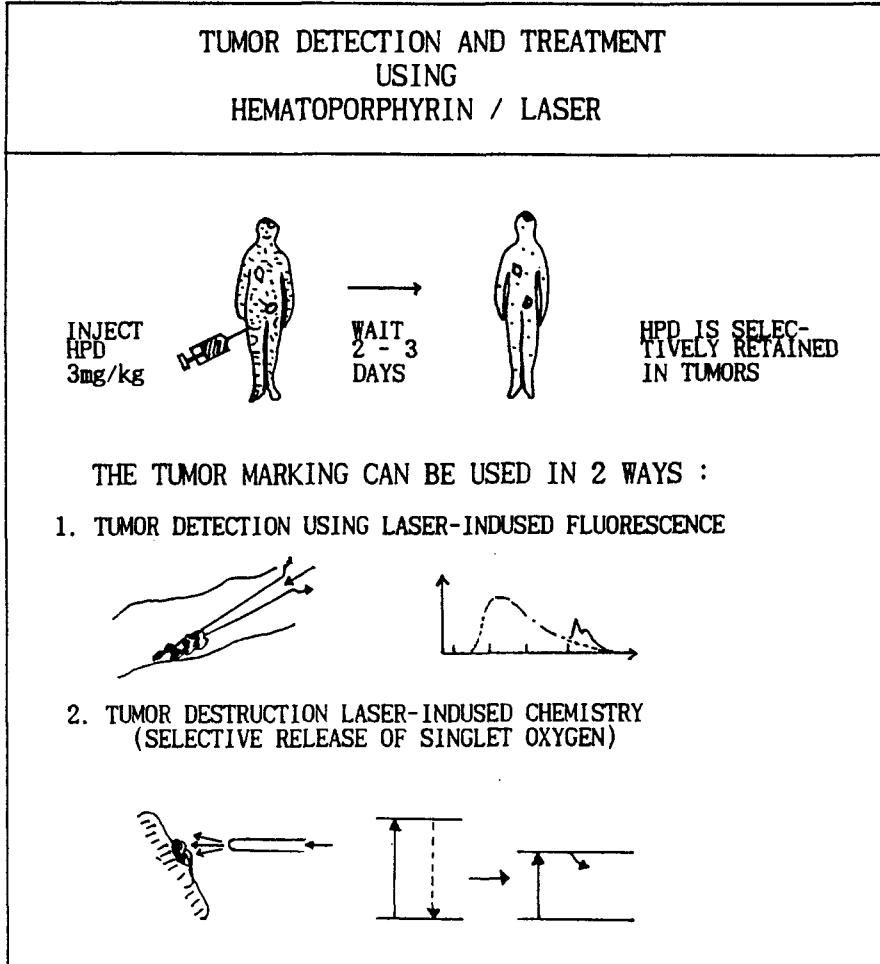 TUMOR DETECTION AND TREATMENT
USING
HEMATOPORPHYRIN / LASER
INJECT
HPD
3mg/kg
WAIT
2 - 3
DAYS
HPD IS SELEC-
TIVELY RETAINED
IN TUMORS
THE TUMOR MARKING CAN BE USED IN 2 WAYS :
1. TUMOR DETECTION USING LASER-INDUSED FLUORESCENCE
2. TUMOR DESTRUCTION LASER-INDUSED CHEMISTRY
(SELECTIVE RELEASE OF SINGLET OXYGEN)